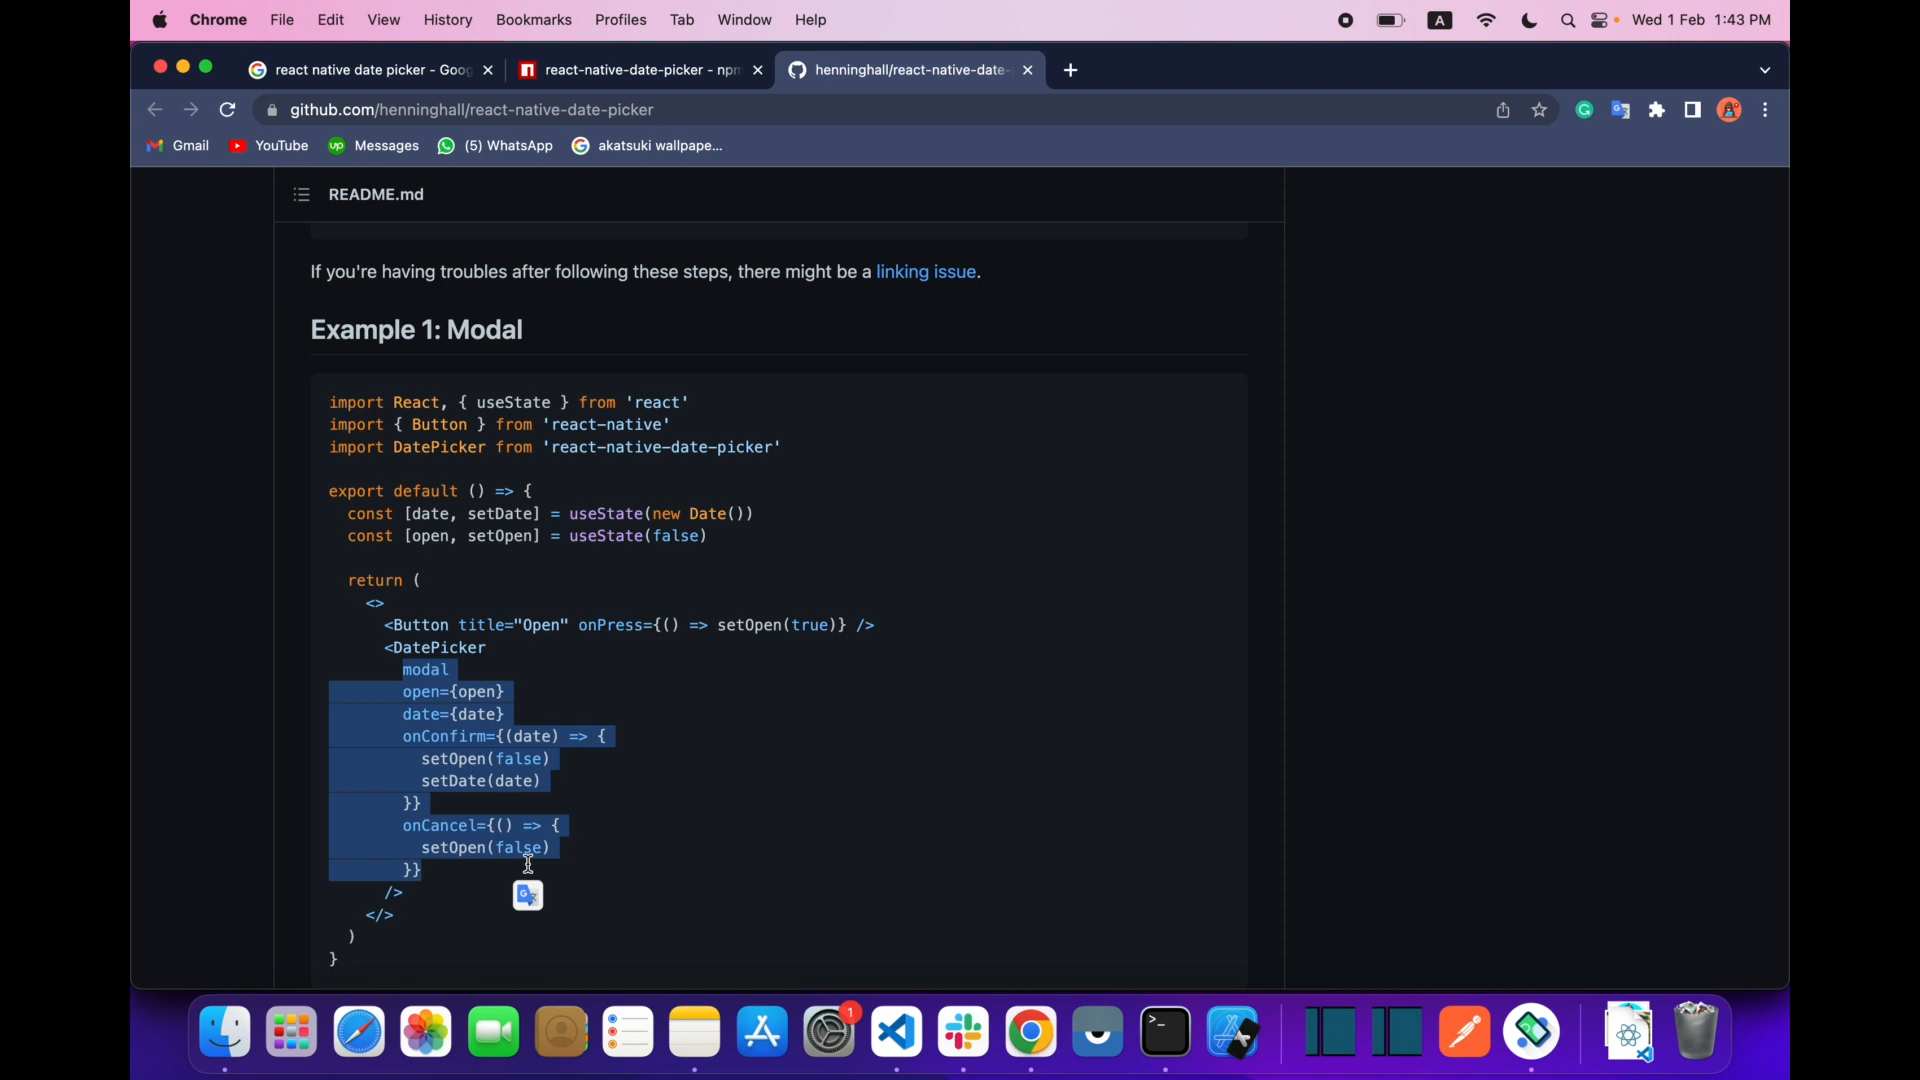 Chrome File Edit View History Bookmarks Profiles Tab Window Help A Wed 1 Feb 1:43 PM
react native date picker - Goog react-native-date-picker - npm henninghall/react-native-date-
github.com/henninghall/react-native-date-picker
Gmail YouTube up Messages (5) WhatsApp akatsuki wallpape...
README.md
If you're having troubles after following these steps, there might be a linking issue.
Example 1: Modal
import React, { useState } from 'react'
import { Button } from 'react-native'
import DatePicker from 'react-native-date-picker'
export default () => {
const [date, setDate] = useState(new Date())
const [open, setOpen] = useState(false)
return (
<>
<Button title="Open" onPress={() => setOpen(true)} />
<DatePicker
modal
open={open}
date={date}
onConfirm={(date) => {
setOpen(false)
setDate(date)
}}
onCancel={() => {
setOpen(false)
}}
/>
</>
)
}
1